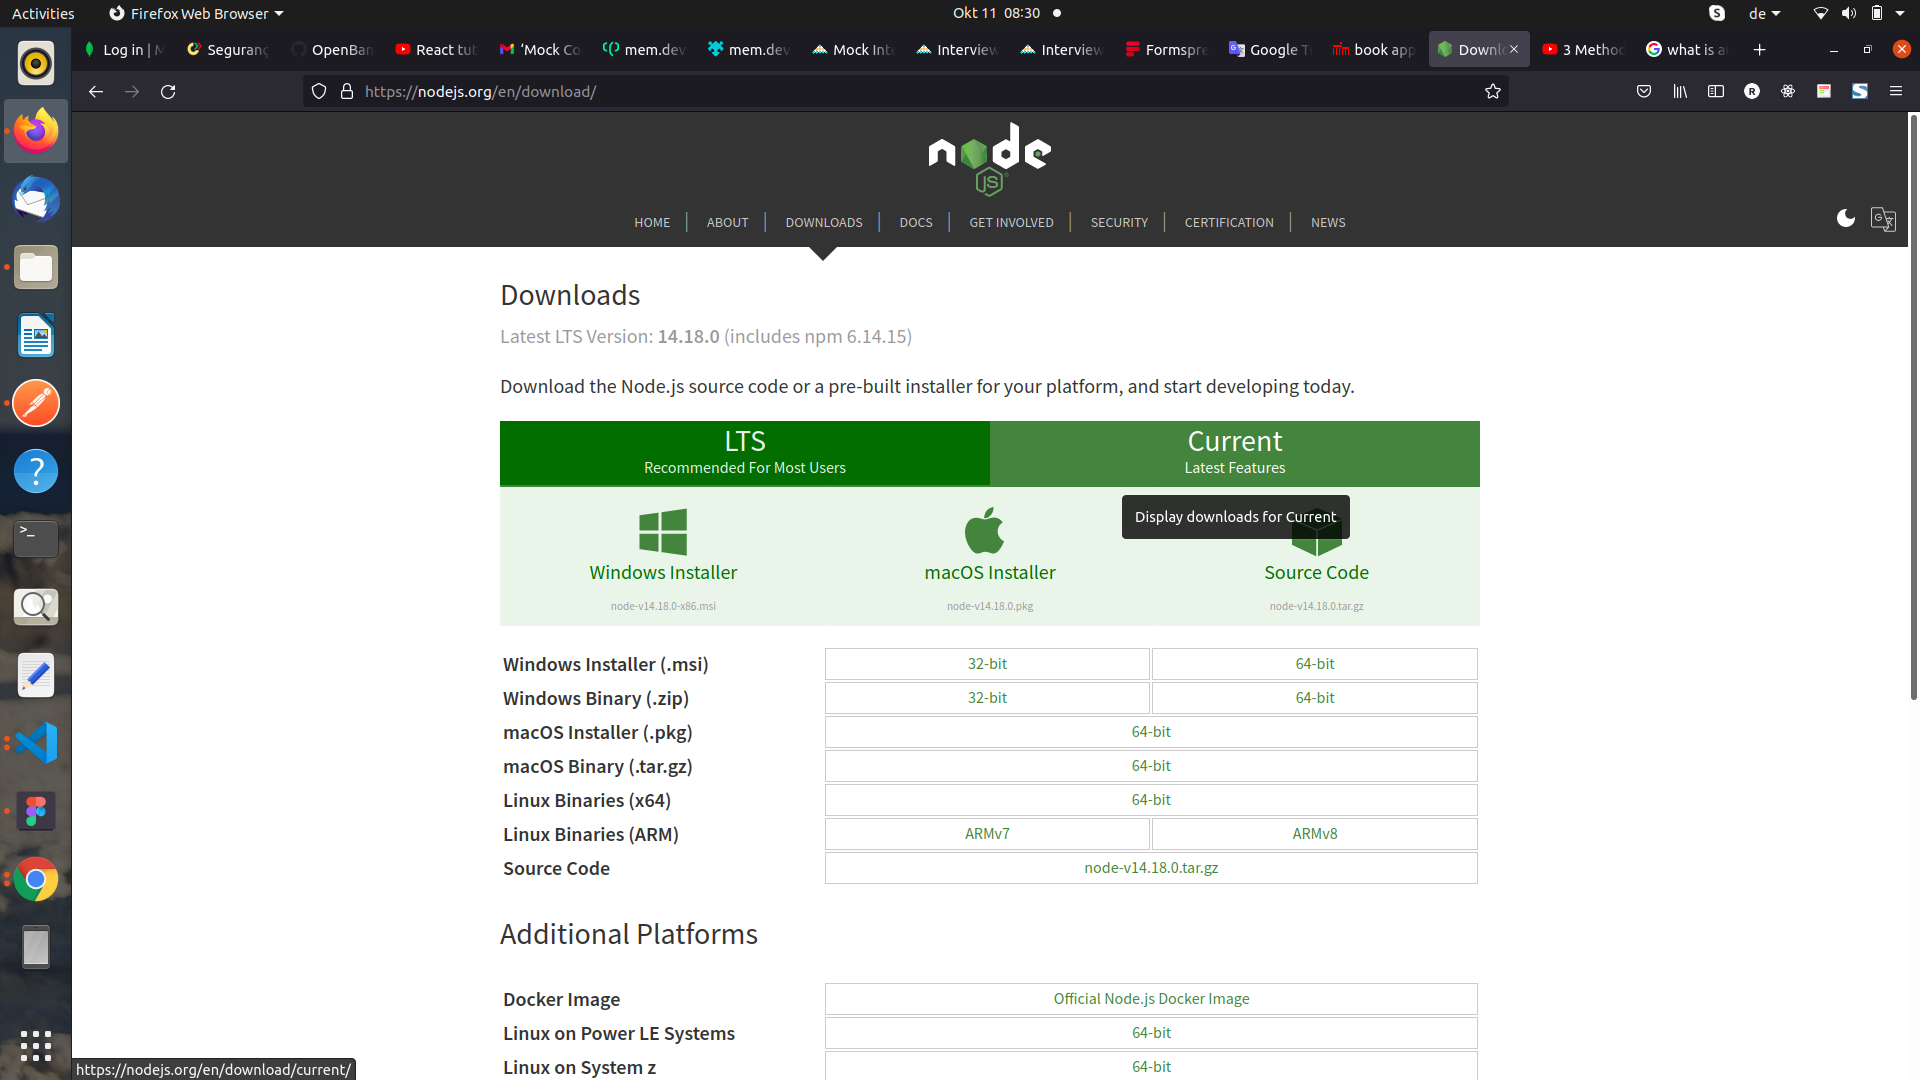 Activities Firefox Web Browser Okt 11 08:30 de
Log in | M Seguranç OpenBan React tut 'Mock Co mem.dev mem.dev Mock Inte Interview Interview Formspre Google Tr book app Downlo 3 Method what is a
https://nodejs.org/en/download/
node
JS
HOME ABOUT DOWNLOADS DOCS GET INVOLVED SECURITY CERTIFICATION NEWS
Downloads
Latest LTS Version: 14.18.0 (includes npm 6.14.15)
Download the Node.js source code or a pre-built installer for your platform, and start developing today.
LTS Current
Recommended For Most Users Latest Features
Display downloads for Current
Windows Installer macOS Installer Source Code
node-v14.18.0-x86.msi node-v14.18.0.pkg node-v14.18.0.tar.gz
Windows Installer (.msi) 32-bit 64-bit
Windows Binary (.zip) 32-bit 64-bit
macOS Installer (.pkg) 64-bit
macOS Binary (.tar.gz) 64-bit
Linux Binaries (x64) 64-bit
Linux Binaries (ARM) ARMv7 ARMv8
Source Code node-v14.18.0.tar.gz
Additional Platforms
Docker Image Official Node.js Docker Image
Linux on Power LE Systems 64-bit
Linux on System z 64-bit
https://nodejs.org/en/download/current/